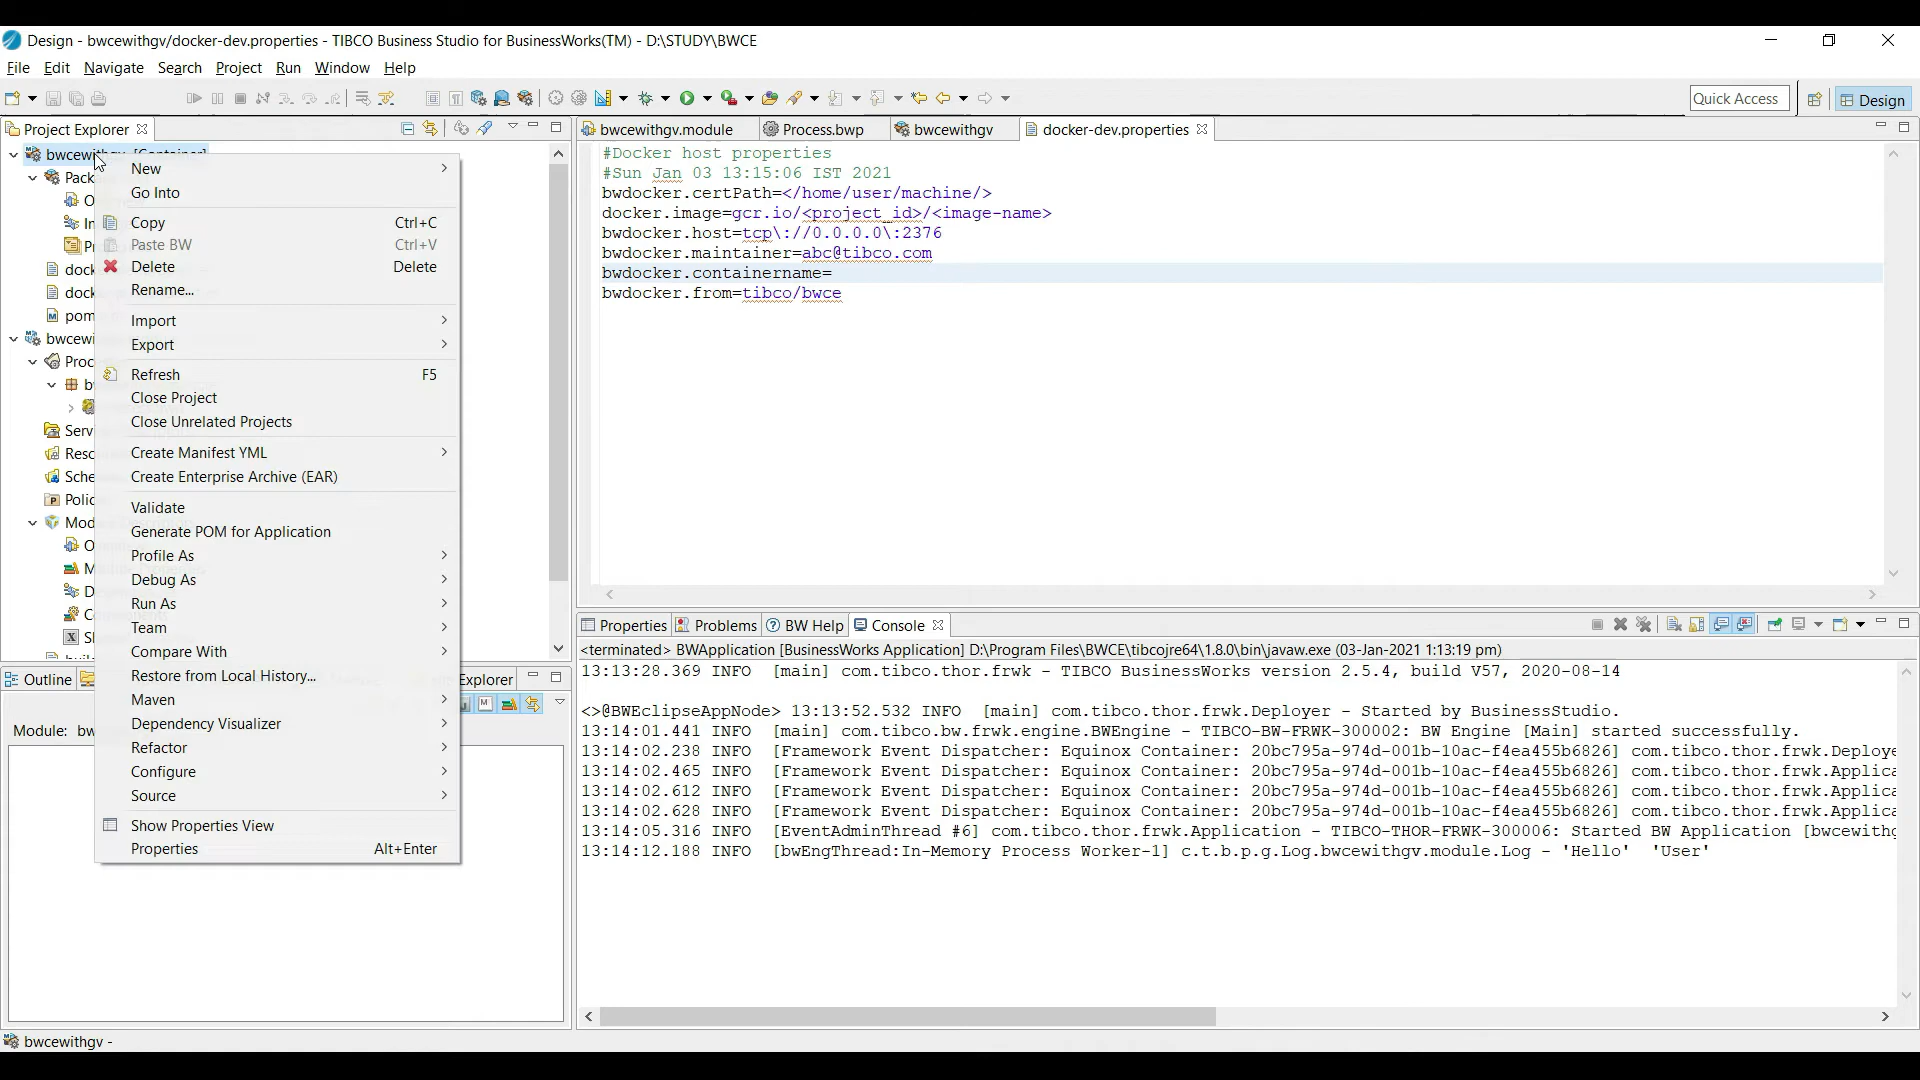 Design - bwcewithgv/docker-dev.properties - TIBCO Business Studio for BusinessWorks(TM) - D:\STUDY\BWCE
File Edit Navigate Search Project Run Window Help
Quick Access
Design
Project Explorer
bwcewithgv [Container]
Pack
O
In
Pr
dock
dock
pom
bwcewi
Proc
b
Serv
Reso
Sche
Polic
Modu
O
M
D
Co
S
New
Go Into
Copy Ctrl+C
Paste BW Ctrl+V
Delete Delete
Rename...
Import
Export
Refresh F5
Close Project
Close Unrelated Projects
Create Manifest YML
Create Enterprise Archive (EAR)
Validate
Generate POM for Application
Profile As
Debug As
Run As
Team
Compare With
Restore from Local History...
Maven
Dependency Visualizer
Refactor
Configure
Source
Show Properties View
Properties Alt+Enter
Outline
Explorer
Module: bw
bwcewithgv.module
Process.bwp
bwcewithgv
docker-dev.properties
#Docker host properties
#Sun Jan 03 13:15:06 IST 2021
bwdocker.certPath=</home/user/machine/>
docker.image=gcr.io/<project_id>/<image-name>
bwdocker.host=tcp\://0.0.0.0\:2376
bwdocker.maintainer=abc@tibco.com
bwdocker.containername=
bwdocker.from=tibco/bwce
Properties Problems BW Help Console
<terminated> BWApplication [BusinessWorks Application] D:\Program Files\BWCE\tibcojre64\1.8.0\bin\javaw.exe (03-Jan-2021 1:13:19 pm)
13:13:28.369 INFO [main] com.tibco.thor.frwk - TIBCO BusinessWorks version 2.5.4, build V57, 2020-08-14
<>@BWEclipseAppNode> 13:13:52.532 INFO [main] com.tibco.thor.frwk.Deployer - Started by BusinessStudio.
13:14:01.441 INFO [main] com.tibco.bw.frwk.engine.BWEngine - TIBCO-BW-FRWK-300002: BW Engine [Main] started successfully.
13:14:02.238 INFO [Framework Event Dispatcher: Equinox Container: 20bc795a-974d-001b-10ac-f4ea455b6826] com.tibco.thor.frwk.Deploye
13:14:02.465 INFO [Framework Event Dispatcher: Equinox Container: 20bc795a-974d-001b-10ac-f4ea455b6826] com.tibco.thor.frwk.Applica
13:14:02.612 INFO [Framework Event Dispatcher: Equinox Container: 20bc795a-974d-001b-10ac-f4ea455b6826] com.tibco.thor.frwk.Applica
13:14:02.628 INFO [Framework Event Dispatcher: Equinox Container: 20bc795a-974d-001b-10ac-f4ea455b6826] com.tibco.thor.frwk.Applica
13:14:05.316 INFO [EventAdminThread #6] com.tibco.thor.frwk.Application - TIBCO-THOR-FRWK-300006: Started BW Application [bwcewithg
13:14:12.188 INFO [bwEngThread:In-Memory Process Worker-1] c.t.b.p.g.Log.bwcewithgv.module.Log - 'Hello' 'User'
bwcewithgv -